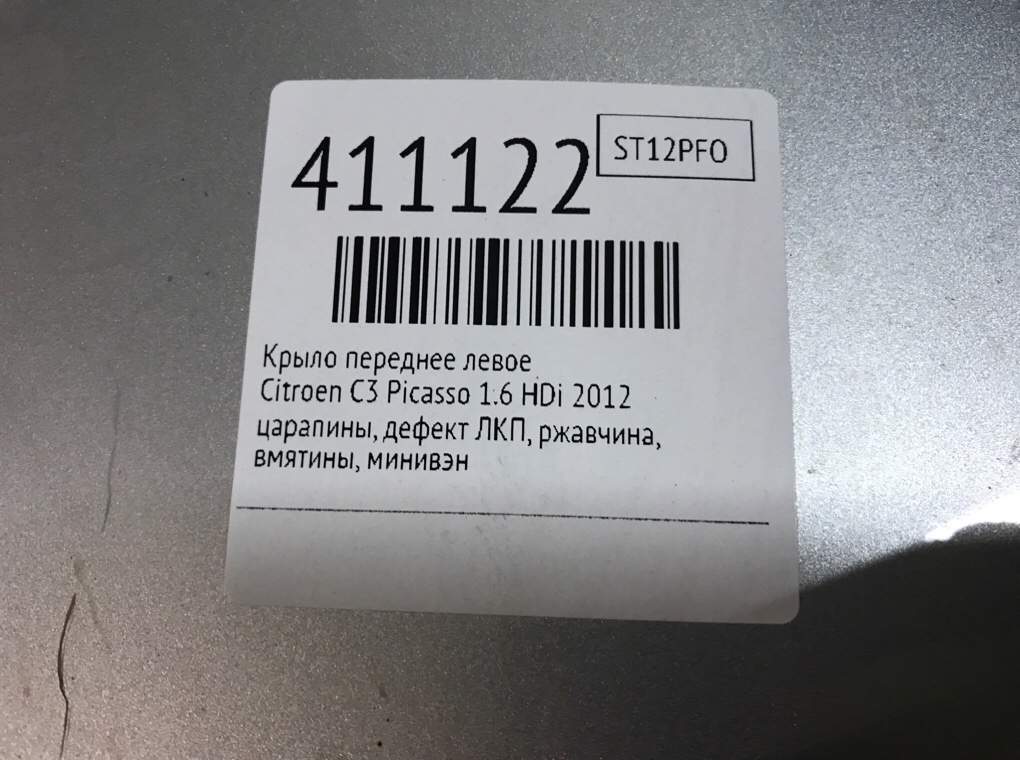 411122
ST12PFO
Крыло переднее левое
Citroen C3 Picasso 1.6 HDi 2012
царапины, дефект ЛКП, ржавчина,
вмятины, минивэн